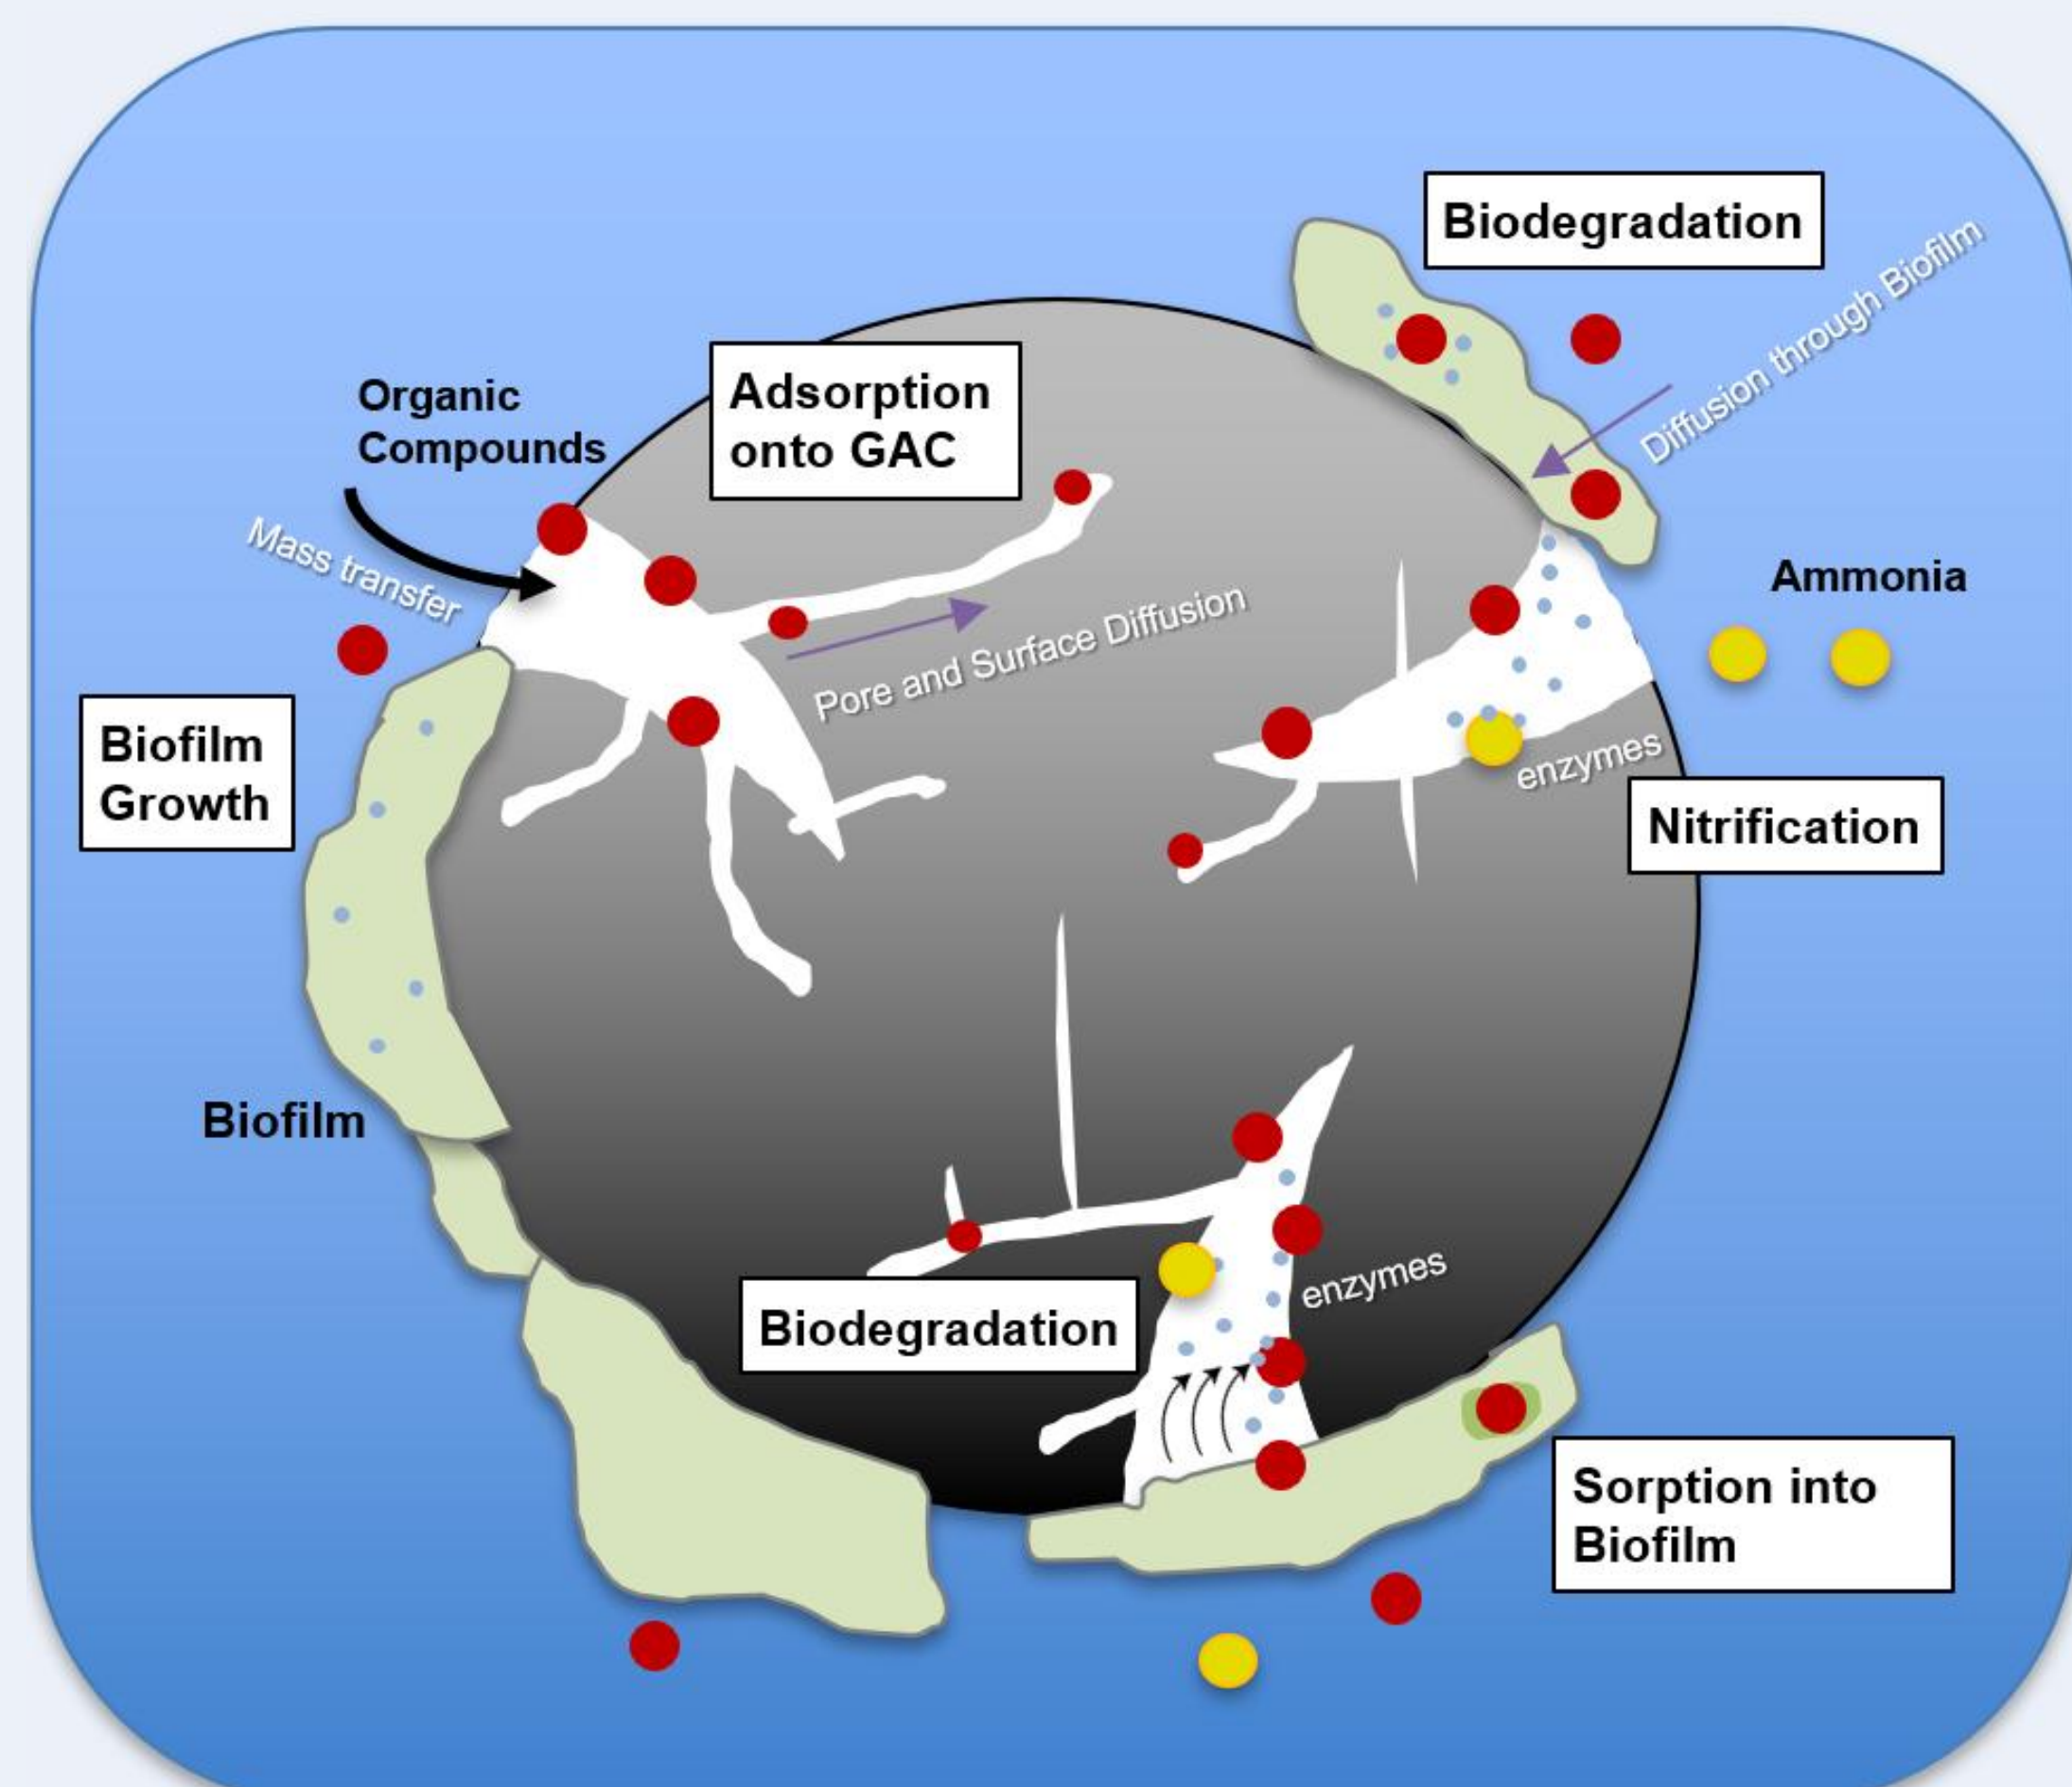 Biodegradation
Diffusion through Biofilm
Adsorption
onto GAC
Organic
Compounds
Mass transfer
Pore and Surface Diffusion
Ammonia
Biofilm
Growth
enzymes
Nitrification
Biofilm
enzymes
Biodegradation
Sorption into
Biofilm